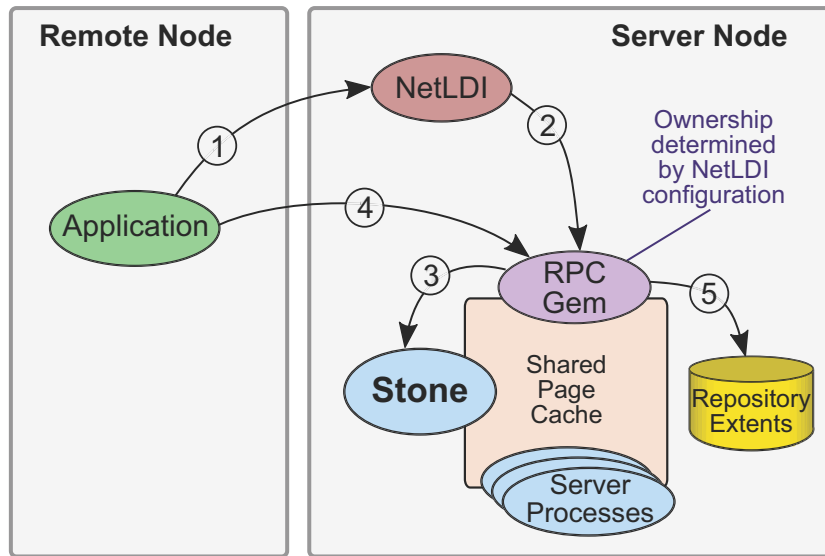 Remote Node
Server Node
NetLDI
1
2
Ownership
determined
by NetLDI
configuration
Application
4
RPC
Gem
3
5
Stone
Shared
Page
Cache
Repository
Extents
Server
Processes